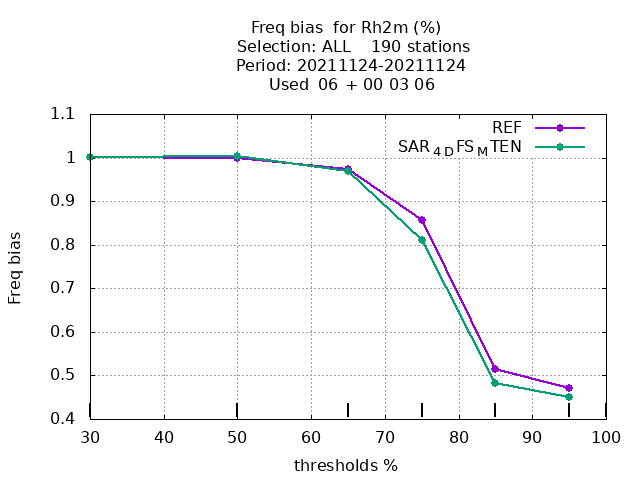 Freq bias  for Rh2m (%)
Selection: ALL    190 stations
Period: 20211124-20211124
Used  06 + 00 03 06
REF
SAR 4 D FS M TEN
1.1
1
0.9
0.8
0.7
0.6
0.5
0.4
Freq bias
30 40 50 60 70 80 90 100
thresholds %